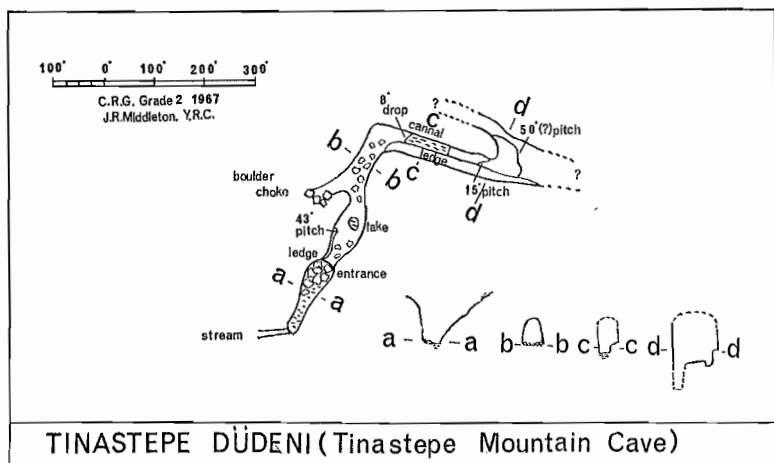 100' 0' 100' 200' 300'
C.R.G. Grade 2 1967
J.R.Middleton, Y.R.C.
8'
drop
?
c
cannal
d
50'(?)pitch
b
b
c'
ledge
15'pitch
d
?
boulder
choke
43'
pitch
lake
ledge
entrance
a
a
stream
a a b b c c d d
TINASTEPE DÜDENI (Tinastepe Mountain Cave)